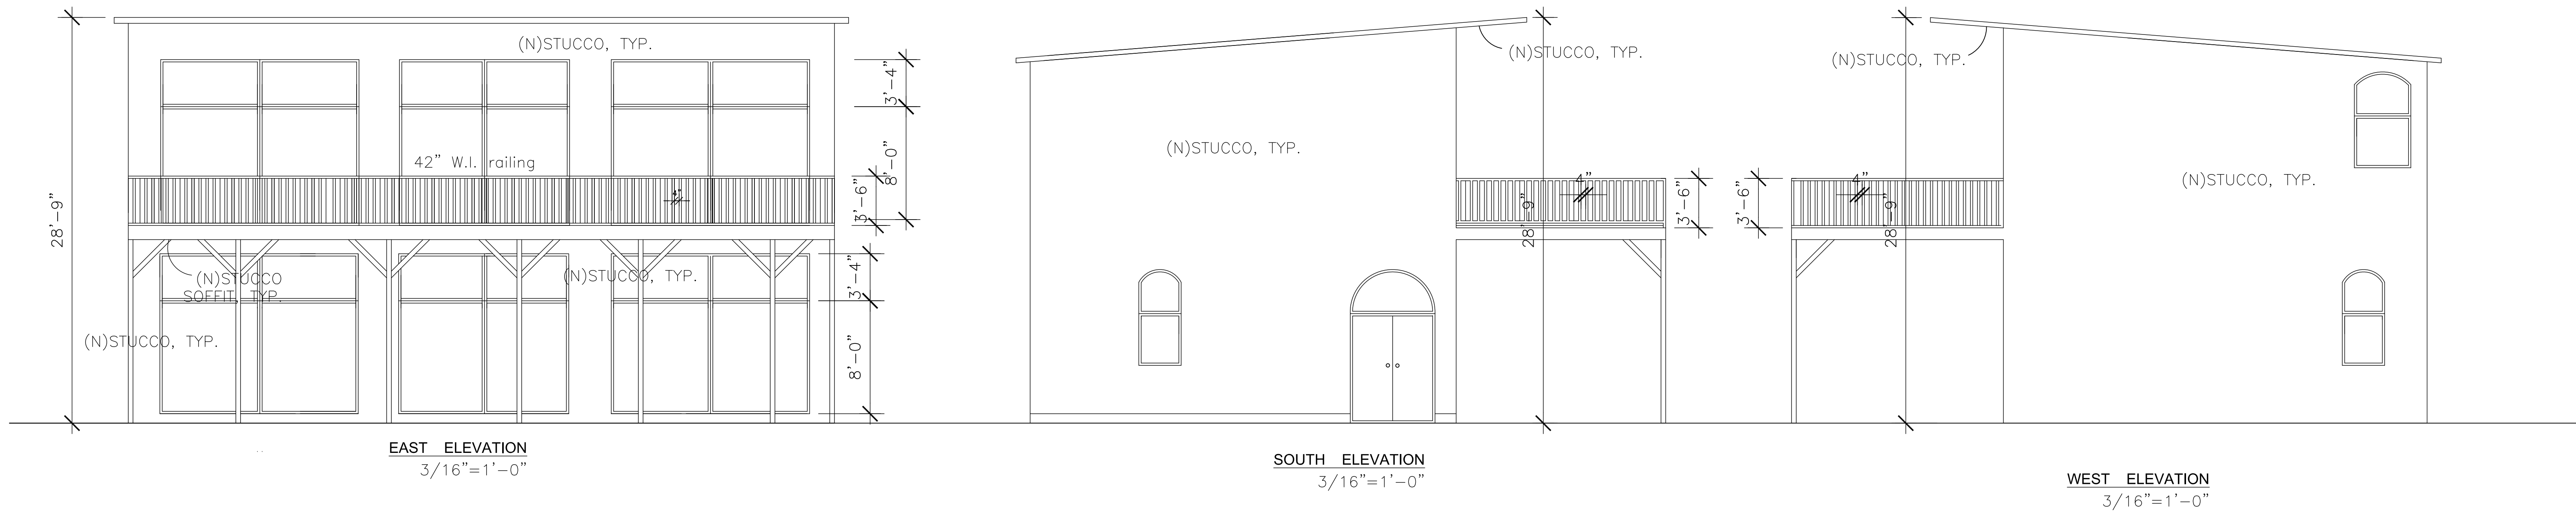 (N)STUCCO, TYP.
3'-4"
42" W.I. railing
8'-0"
4"
3'-6"
28'-9"
(N)STUCCO
SOFFIT, TYP.
(N)STUCCO, TYP.
3'-4"
(N)STUCCO, TYP.
8'-0"
EAST ELEVATION
3/16"=1'-0"
(N)STUCCO, TYP.
(N)STUCCO, TYP.
4"
3'-6"
28'-9"
SOUTH ELEVATION
3/16"=1'-0"
(N)STUCCO, TYP.
(N)STUCCO, TYP.
3'-6"
4"
28'-9"
WEST ELEVATION
3/16"=1'-0"